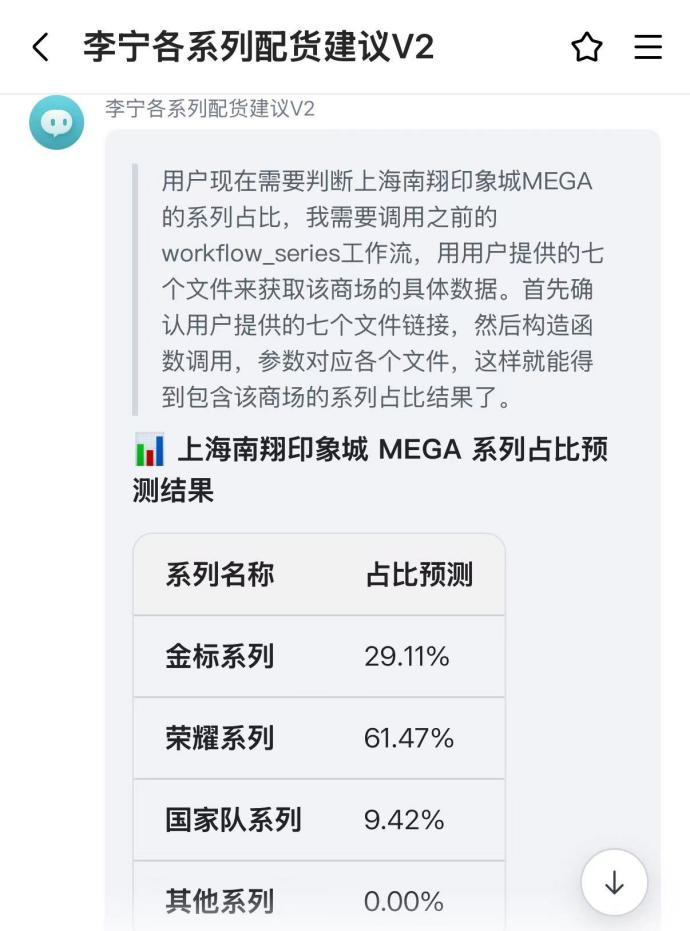 李宁各系列配货建议V2
李宁各系列配货建议V2
用户现在需要判断上海南翔印象城MEGA
的系列占比，我需要调用之前的
workflow_series工作流，用用户提供的七
个文件来获取该商场的具体数据。首先确
认用户提供的七个文件链接，然后构造函
数调用，参数对应各个文件，这样就能得
到包含该商场的系列占比结果了。
上海南翔印象城 MEGA 系列占比预
测结果
系列名称 占比预测
金标系列 29.11%
荣耀系列 61.47%
国家队系列 9.42%
其他系列 0.00%